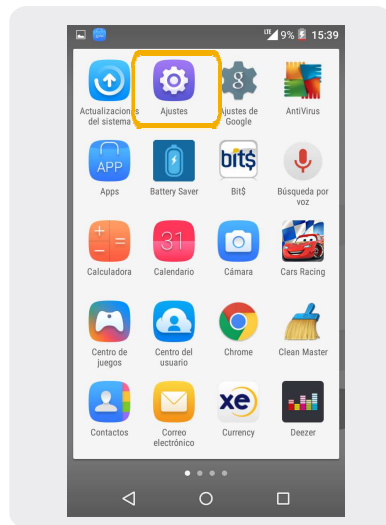 LTE 9% 15:39
Actualizaciones del sistema
Ajustes
Ajustes de Google
AntiVirus
APP
bit$
Apps
Battery Saver
Bit$
Búsqueda por voz
31
Calculadora
Calendario
Cámara
Cars Racing
Centro de juegos
Centro del usuario
Chrome
Clean Master
xe
Contactos
Correo electrónico
Currency
Deezer